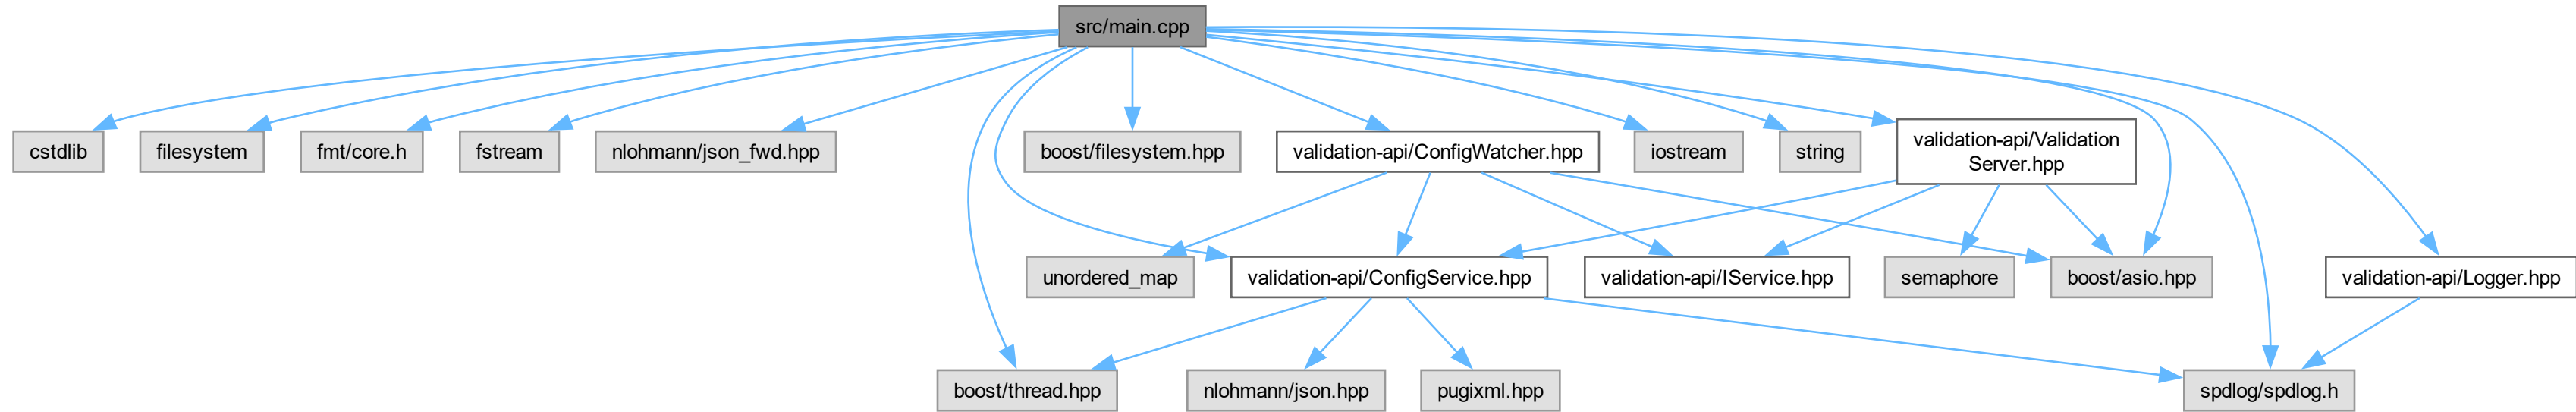 src/main.cpp
cstdlib
filesystem
fmt/core.h
fstream
nlohmann/json_fwd.hpp
boost/filesystem.hpp
validation-api/ConfigWatcher.hpp
iostream
string
validation-api/Validation
Server.hpp
unordered_map
validation-api/ConfigService.hpp
validation-api/IService.hpp
semaphore
boost/asio.hpp
validation-api/Logger.hpp
boost/thread.hpp
nlohmann/json.hpp
pugixml.hpp
spdlog/spdlog.h